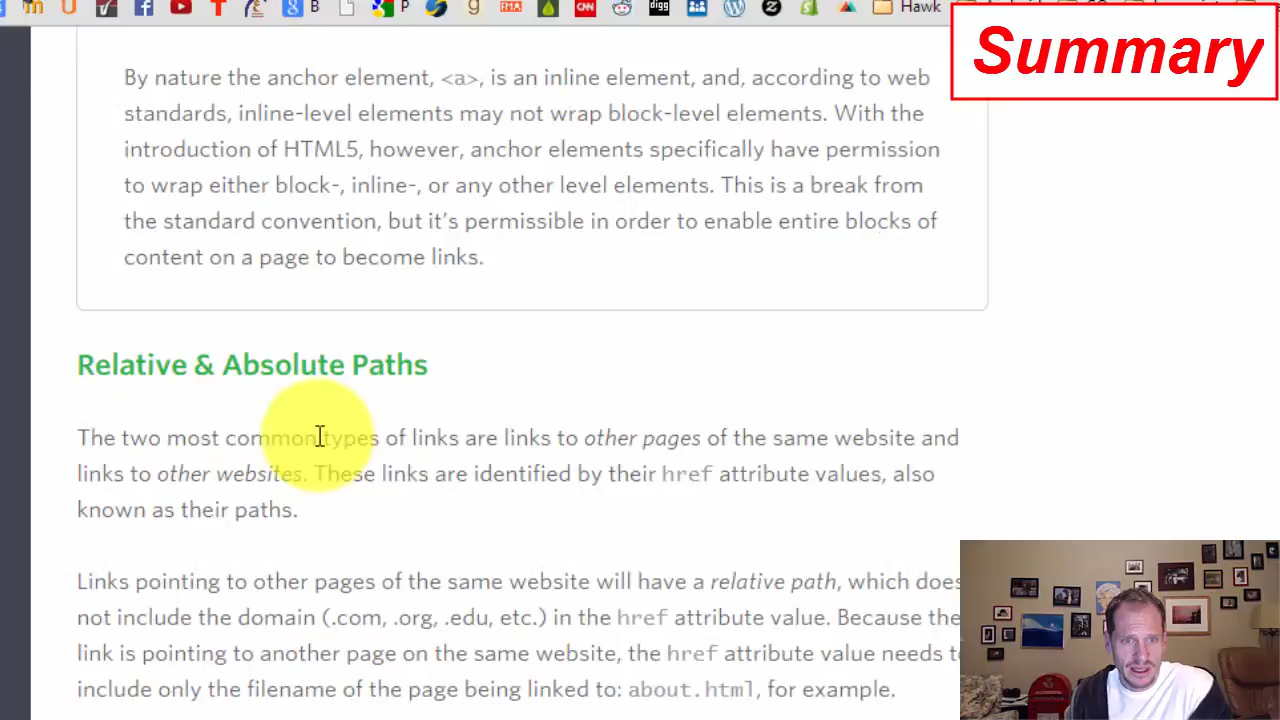 B
P
FMA
CNN
digg
Hawk
Summary
By nature the anchor element, <a>, is an inline element, and, according to web
standards, inline-level elements may not wrap block-level elements. With the
introduction of HTML5, however, anchor elements specifically have permission
to wrap either block-, inline-, or any other level elements. This is a break from
the standard convention, but it's permissible in order to enable entire blocks of
content on a page to become links.
Relative & Absolute Paths
The two most common types of links are links to other pages of the same website and
links to other websites. These links are identified by their href attribute values, also
known as their paths.
Links pointing to other pages of the same website will have a relative path, which does
not include the domain (.com, .org, .edu, etc.) in the href attribute value. Because the
link is pointing to another page on the same website, the href attribute value needs to
include only the filename of the page being linked to: about.html, for example.